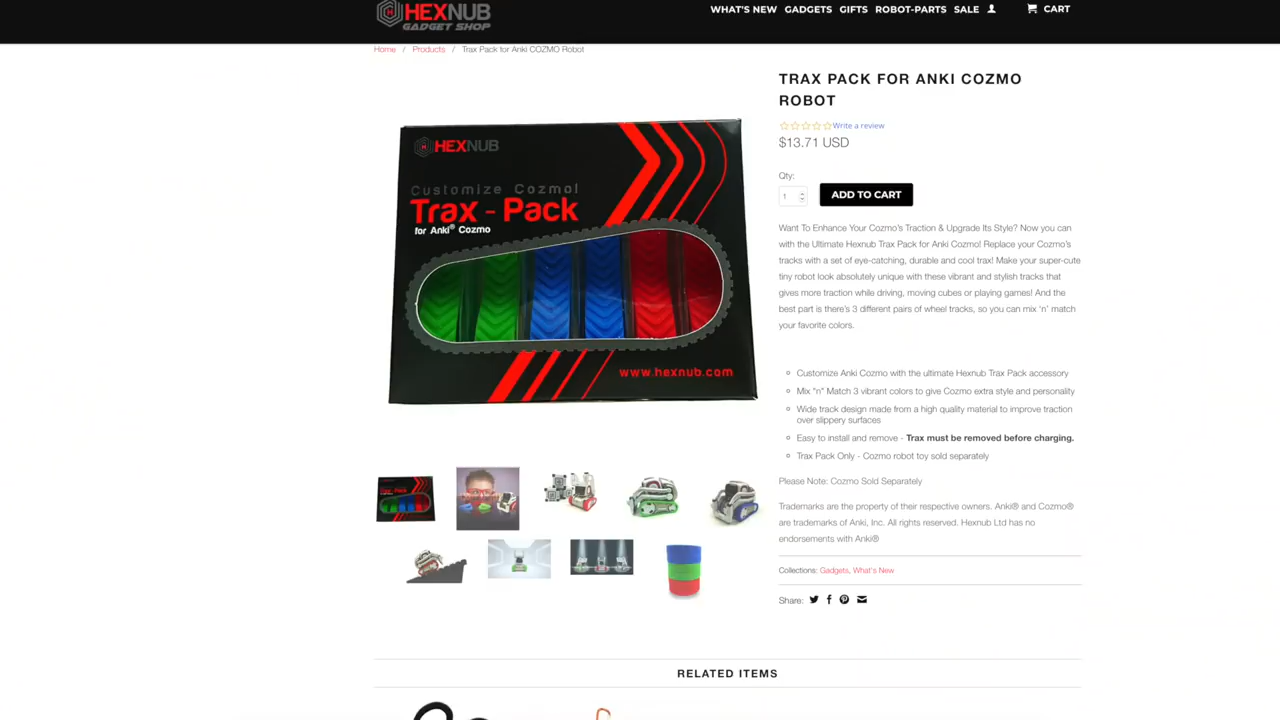 HEXNUB
GADGET SHOP
WHAT'S NEW GADGETS GIFTS ROBOT-PARTS SALE CART
Home / Products / Trax Pack for Anki COZMO Robot
HEXNUB
Customize Cozmo!
Trax - Pack
for Anki® Cozmo
www.hexnub.com
TRAX PACK FOR ANKI COZMO
ROBOT
Write a review
$13.71 USD
Qty:
1 ADD TO CART
Want To Enhance Your Cozmo's Traction & Upgrade Its Style? Now you can
with the Ultimate Hexnub Trax Pack for Anki Cozmo! Replace your Cozmo's
tracks with a set of eye-catching, durable and cool trax! Make your super-cute
tiny robot look absolutely unique with these vibrant and stylish tracks that
gives more traction while driving, moving cubes or playing games! And the
best part is there's 3 different pairs of wheel tracks, so you can mix 'n' match
your favorite colors.
Customize Anki Cozmo with the ultimate Hexnub Trax Pack accessory
Mix "n" Match 3 vibrant colors to give Cozmo extra style and personality
Wide track design made from a high quality material to improve traction
over slippery surfaces
Easy to install and remove - Trax must be removed before charging.
Trax Pack Only - Cozmo robot toy sold separately
Please Note: Cozmo Sold Separately
Trademarks are the property of their respective owners. Anki® and Cozmo®
are trademarks of Anki, Inc. All rights reserved. Hexnub Ltd has no
endorsements with Anki®
Collections: Gadgets, What's New
Share:
Trax - Pack
RELATED ITEMS